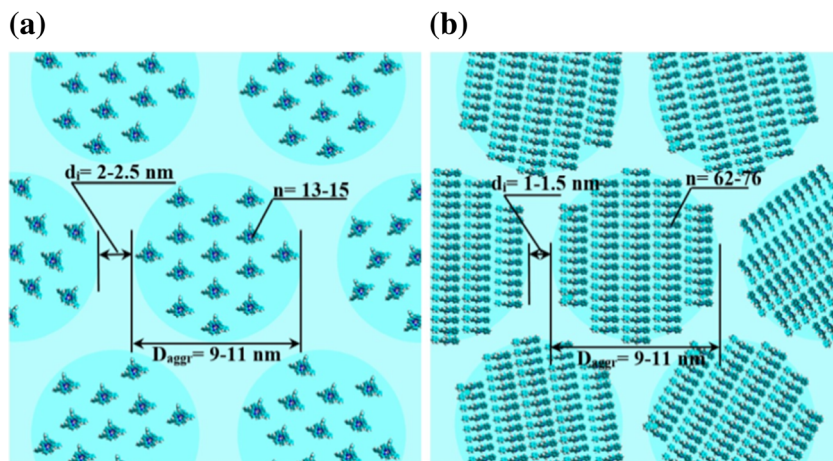 (a)
(b)
dᵢ= 2-2.5 nm
n= 13-15
Dₐggr= 9-11 nm
dᵢ= 1-1.5 nm
n= 62-76
Dₐggr= 9-11 nm